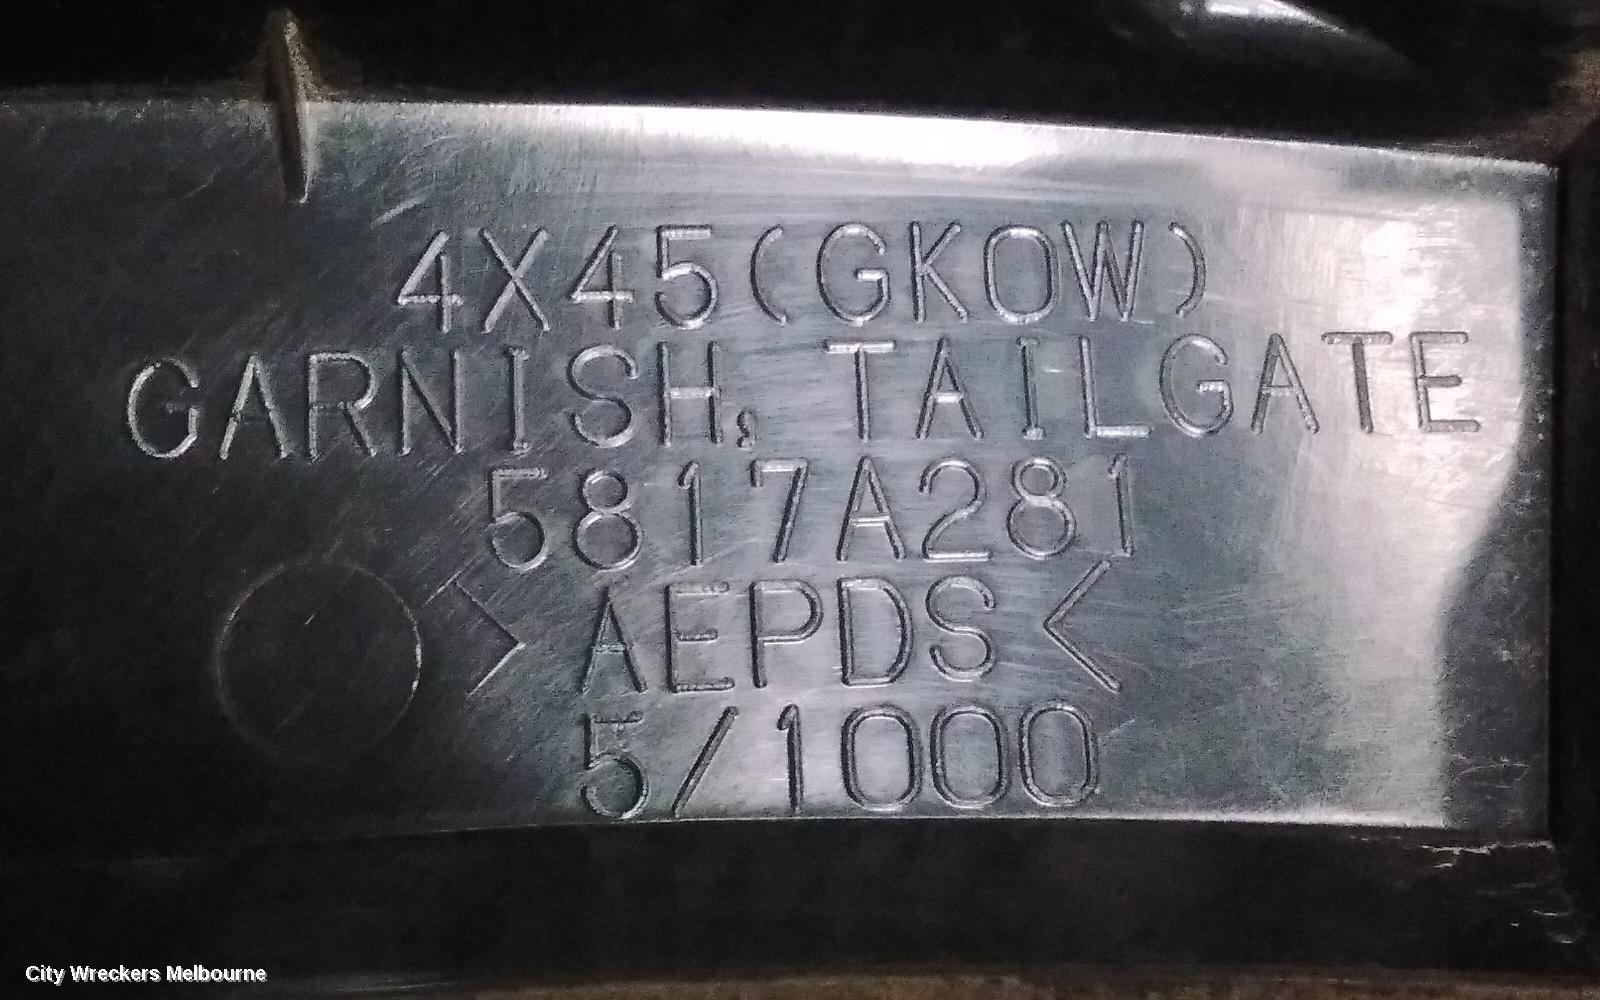 4X45(GKOW)
GARNISH, TAILGATE
5817A281
>AEPDS<
5/1000
City Wreckers Melbourne